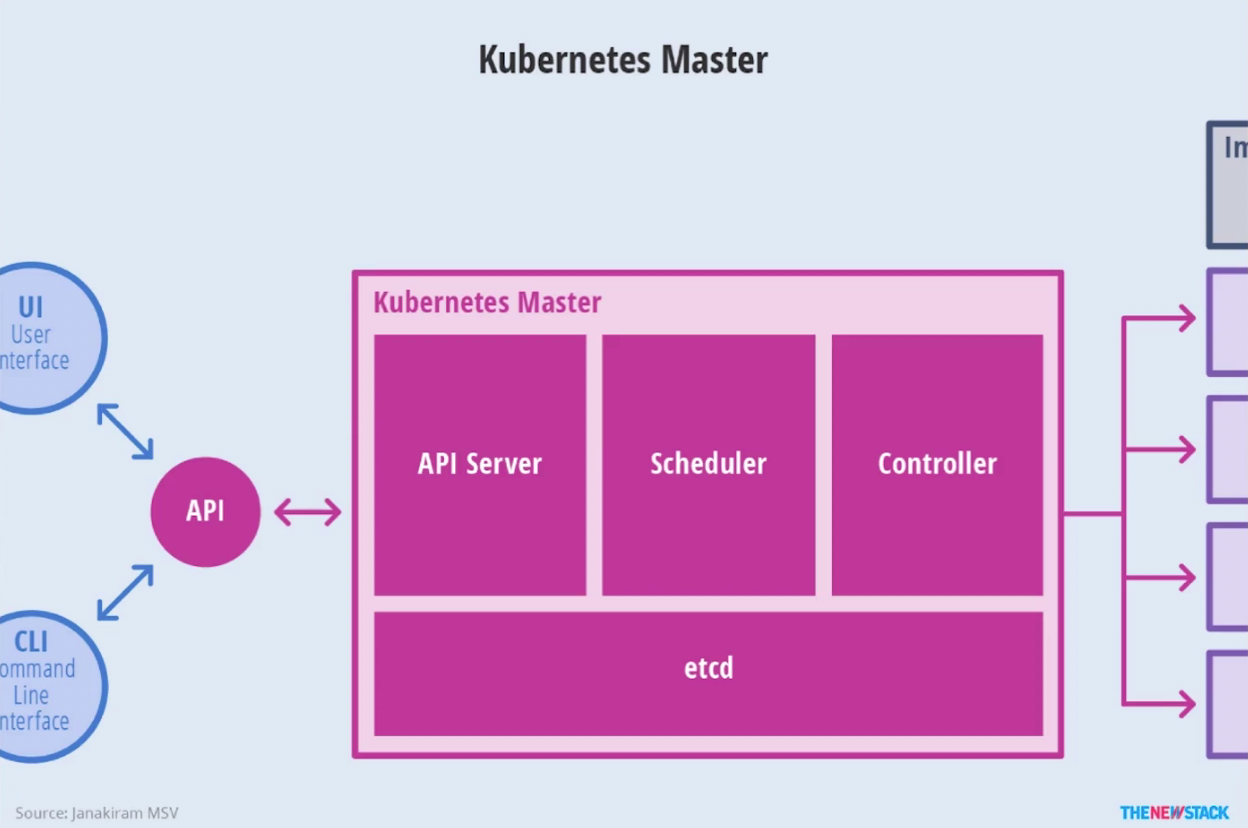 Kubernetes Master
Im
UI
User
nterface
Kubernetes Master
API Server
Scheduler
Controller
API
etcd
CLI
ommand
Line
nterface
Source: Janakiram MSV
THENEWSTACK